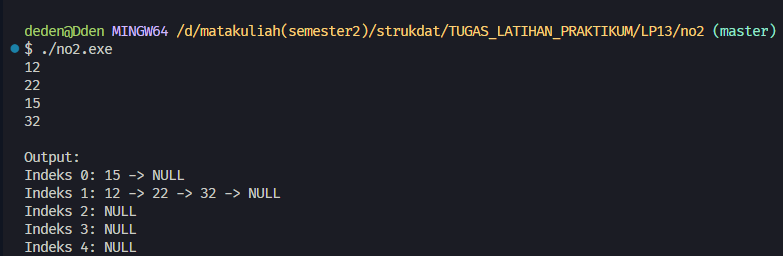 deden@Dden MINGW64 /d/matakuliah(semester2)/strukdat/TUGAS_LATIHAN_PRAKTIKUM/LP13/no2 (master)
$ ./no2.exe
12
22
15
32
Output:
Indeks 0: 15 -> NULL
Indeks 1: 12 -> 22 -> 32 -> NULL
Indeks 2: NULL
Indeks 3: NULL
Indeks 4: NULL